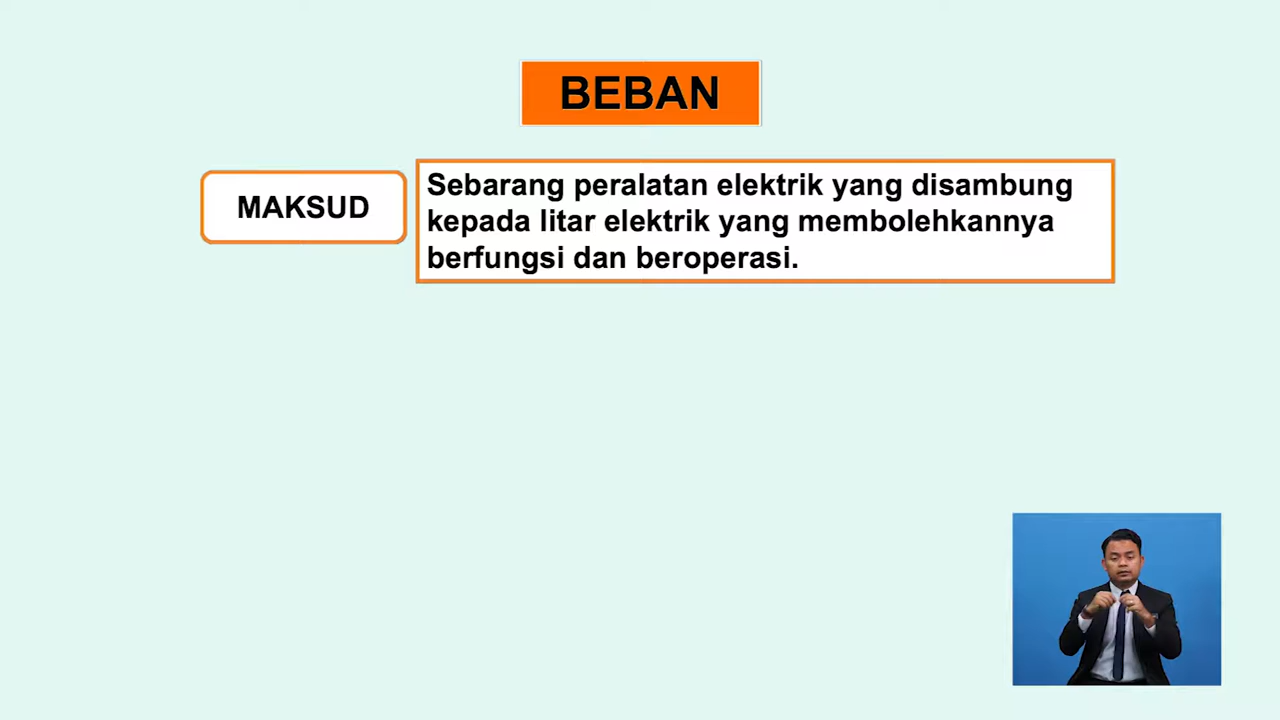 BEBAN
MAKSUD
Sebarang peralatan elektrik yang disambung
kepada litar elektrik yang membolehkannya
berfungsi dan beroperasi.